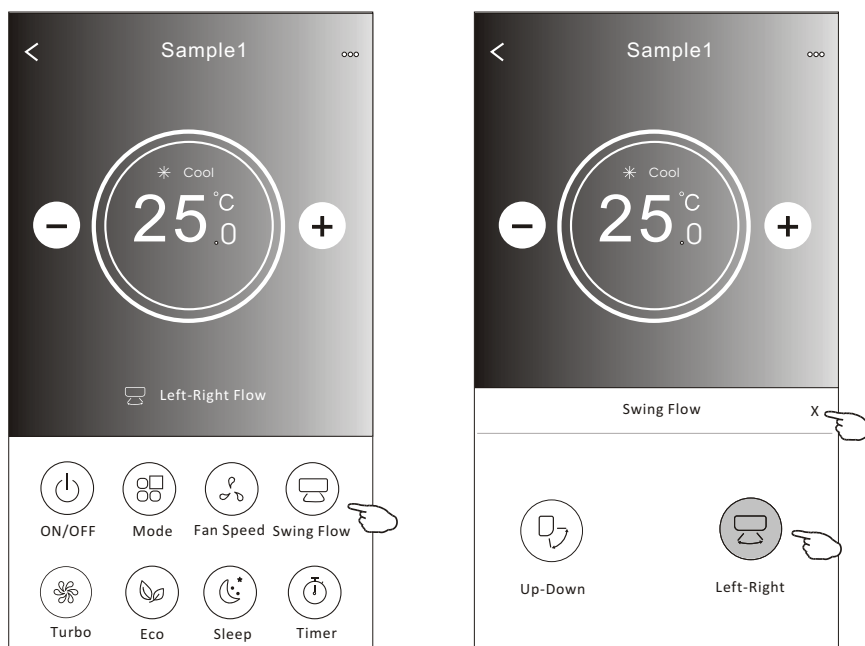 Sample1
Cool
25.0°C
Left-Right Flow
ON/OFF Mode Fan Speed Swing Flow
Turbo Eco Sleep Timer
Sample1
Cool
25.0°C
Swing Flow X
Up-Down Left-Right